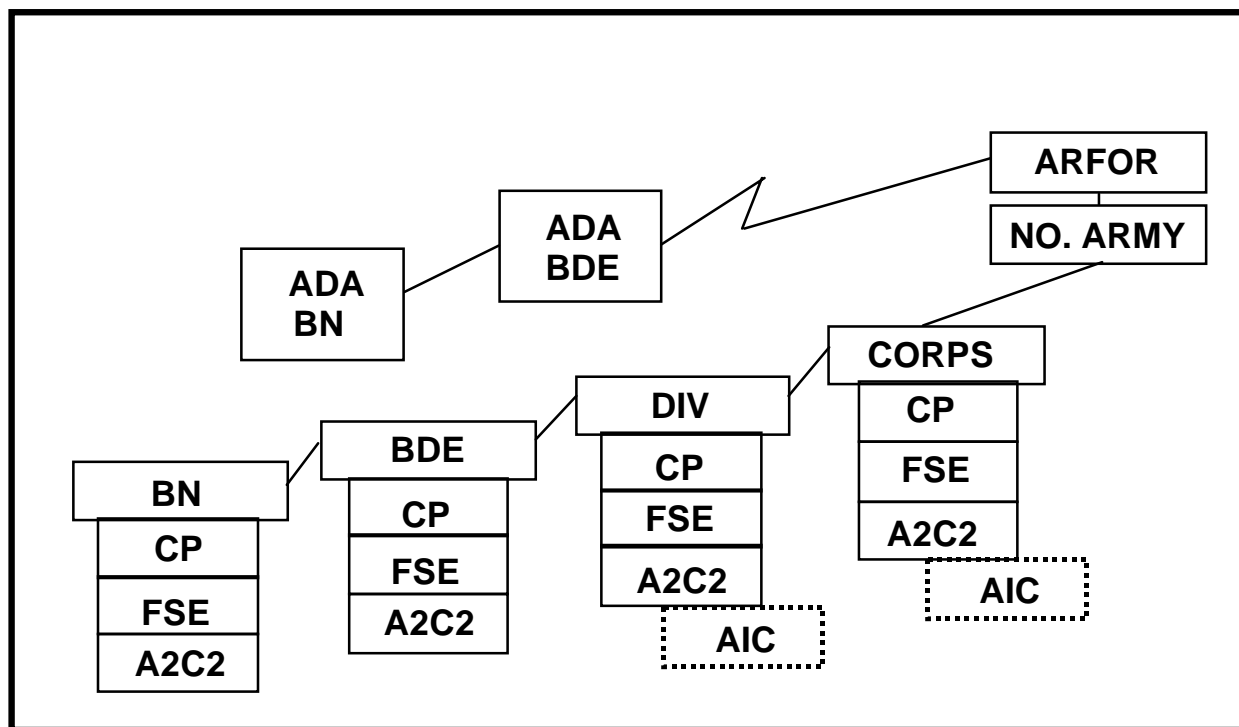 ARFOR
NO. ARMY
ADA
BDE
ADA
BN
CORPS
CP
FSE
A2C2
AIC
DIV
CP
FSE
A2C2
AIC
BDE
CP
FSE
A2C2
BN
CP
FSE
A2C2